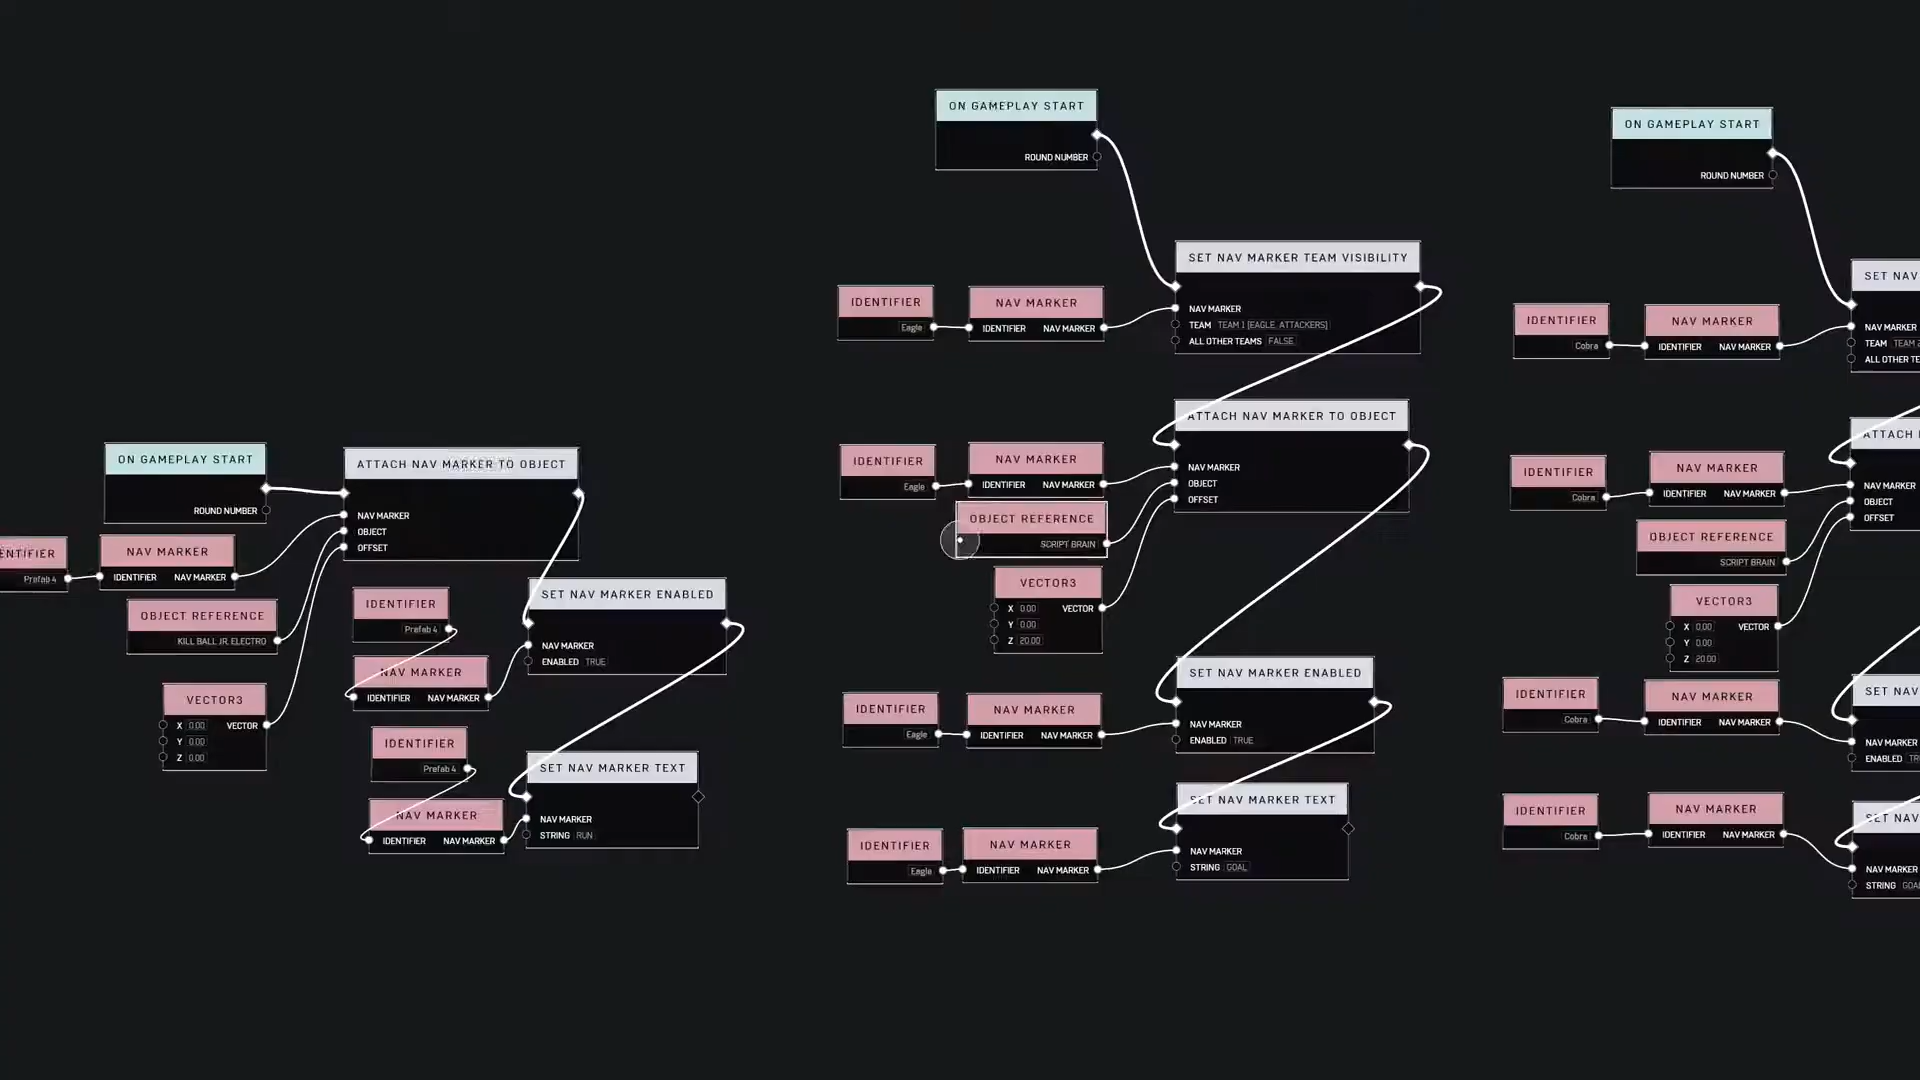 ON GAMEPLAY START
ROUND NUMBER
ENTIFIER
Prefab 4
NAV MARKER
IDENTIFIER NAV MARKER
OBJECT REFERENCE
KILL BALL JR. ELECTRO
VECTOR3
X 0.00 VECTOR
Y 0.00
Z 0.00
ATTACH NAV MARKER TO OBJECT
NAV MARKER
OBJECT
OFFSET
IDENTIFIER
Prefab 4
NAV MARKER
IDENTIFIER NAV MARKER
SET NAV MARKER ENABLED
NAV MARKER
ENABLED TRUE
IDENTIFIER
Prefab 4
NAV MARKER
IDENTIFIER NAV MARKER
SET NAV MARKER TEXT
NAV MARKER
STRING RUN
ON GAMEPLAY START
ROUND NUMBER
IDENTIFIER
Eagle
NAV MARKER
IDENTIFIER NAV MARKER
SET NAV MARKER TEAM VISIBILITY
NAV MARKER
TEAM TEAM 1 [EAGLE, ATTACKERS]
ALL OTHER TEAMS FALSE
IDENTIFIER
Eagle
NAV MARKER
IDENTIFIER NAV MARKER
OBJECT REFERENCE
SCRIPT BRAIN
VECTOR3
X 0.00 VECTOR
Y 0.00
Z 20.00
ATTACH NAV MARKER TO OBJECT
NAV MARKER
OBJECT
OFFSET
IDENTIFIER
Eagle
NAV MARKER
IDENTIFIER NAV MARKER
SET NAV MARKER ENABLED
NAV MARKER
ENABLED TRUE
IDENTIFIER
Eagle
NAV MARKER
IDENTIFIER NAV MARKER
SET NAV MARKER TEXT
NAV MARKER
STRING GOAL
ON GAMEPLAY START
ROUND NUMBER
IDENTIFIER
Cobra
NAV MARKER
IDENTIFIER NAV MARKER
SET NAV
NAV MARKER
TEAM TEAM 2
ALL OTHER TE
IDENTIFIER
Cobra
NAV MARKER
IDENTIFIER NAV MARKER
OBJECT REFERENCE
SCRIPT BRAIN
VECTOR3
X 0.00 VECTOR
Y 0.00
Z 20.00
ATTACH
NAV MARKER
OBJECT
OFFSET
IDENTIFIER
Cobra
NAV MARKER
IDENTIFIER NAV MARKER
SET NAV
NAV MARKER
ENABLED TR
IDENTIFIER
Cobra
NAV MARKER
IDENTIFIER NAV MARKER
SET NAV
NAV MARKER
STRING GOA